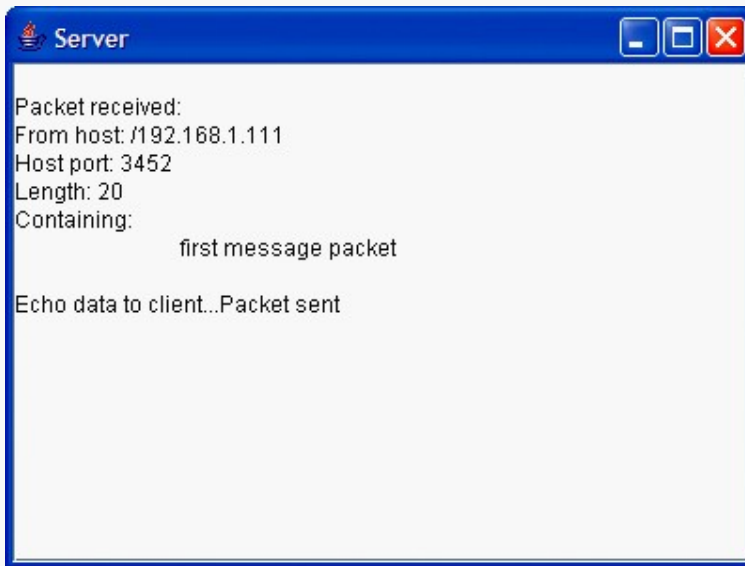 Server
Packet received:
From host: /192.168.1.111
Host port: 3452
Length: 20
Containing:
first message packet
Echo data to client...Packet sent